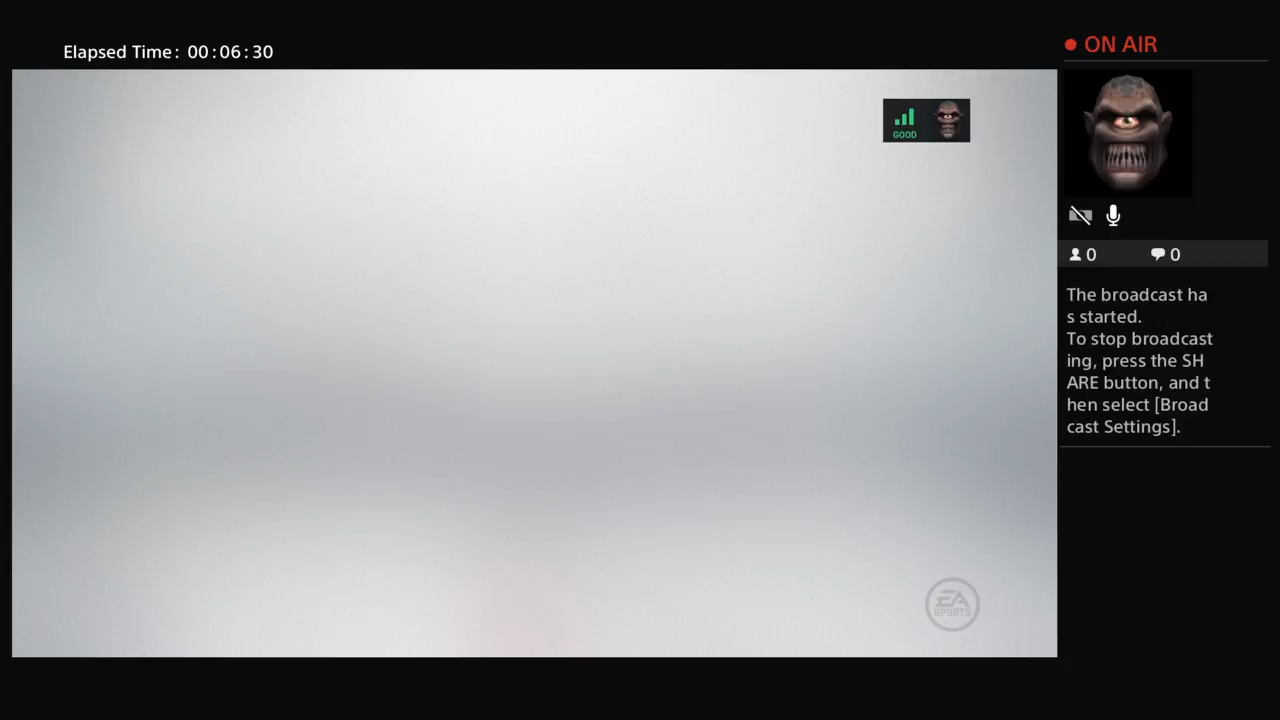 Elapsed Time: 00:06:30
ON AIR
GOOD
0 0
The broadcast ha
s started.
To stop broadcast
ing, press the SH
ARE button, and t
hen select [Broad
cast Settings].
EA
SPORTS